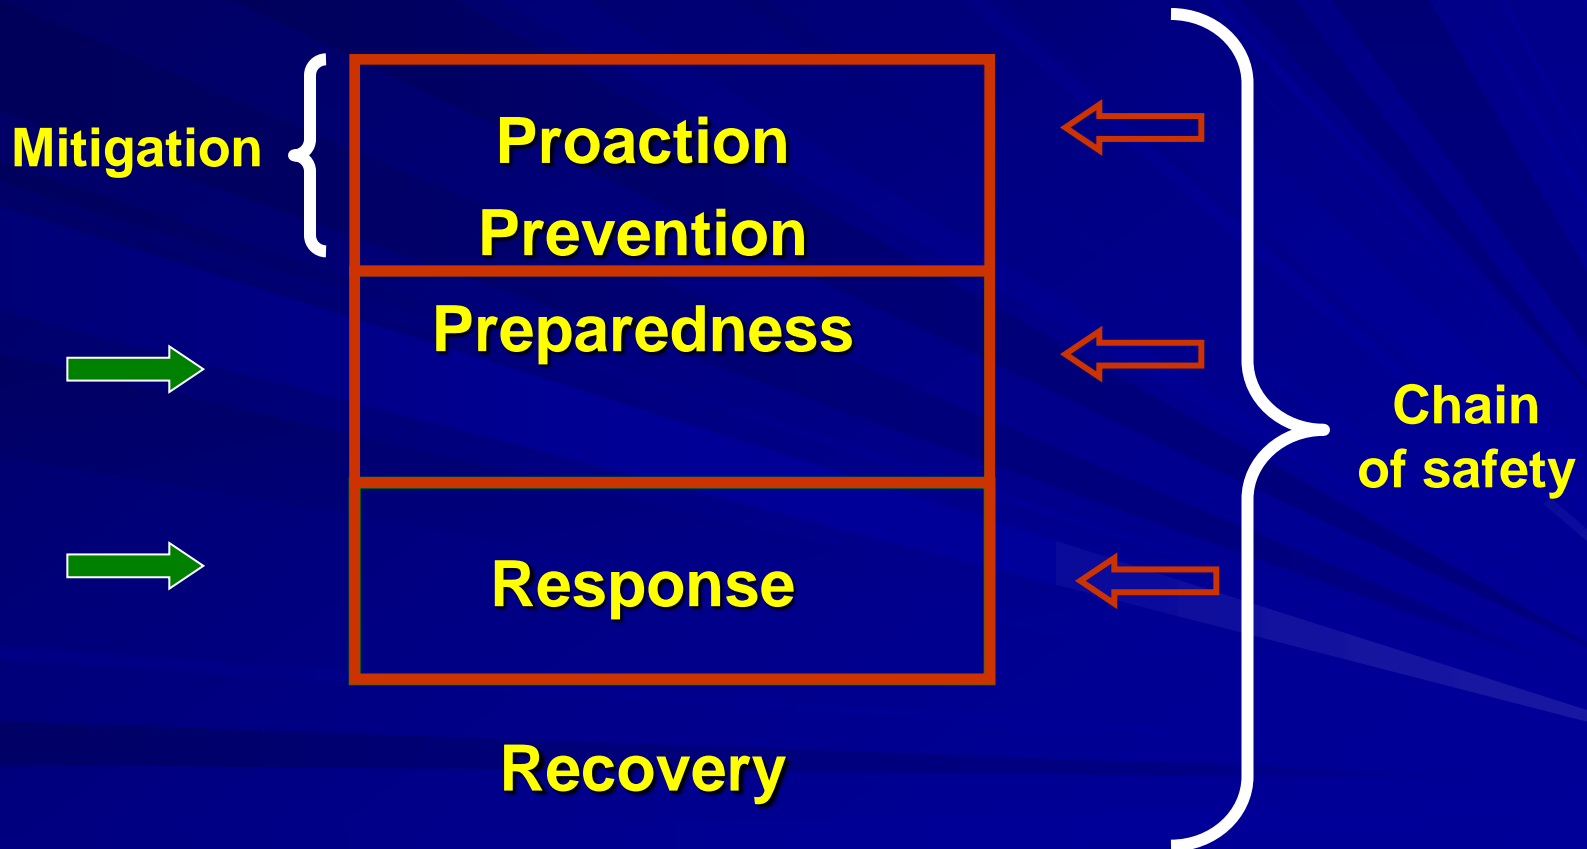 Mitigation
Proaction
Prevention
Preparedness
Response
Recovery
Chain
of safety